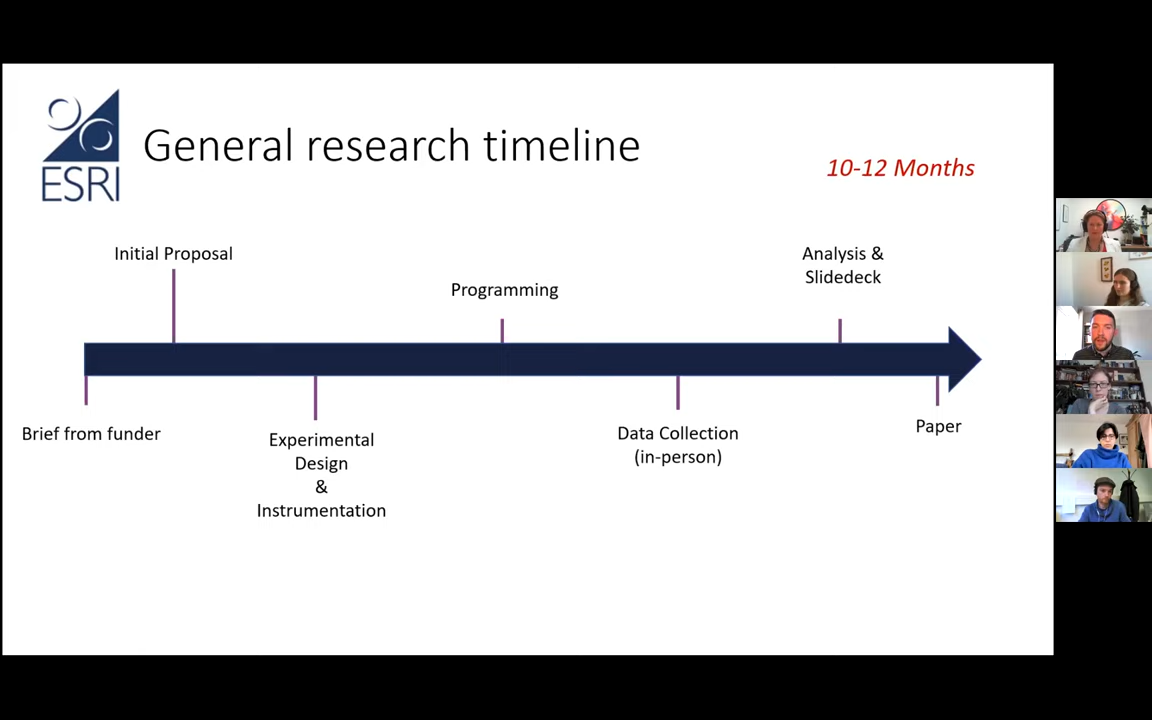 ESRI
General research timeline
10-12 Months
Initial Proposal
Programming
Analysis &
Slidedeck
Brief from funder
Experimental
Design
&
Instrumentation
Data Collection
(in-person)
Paper